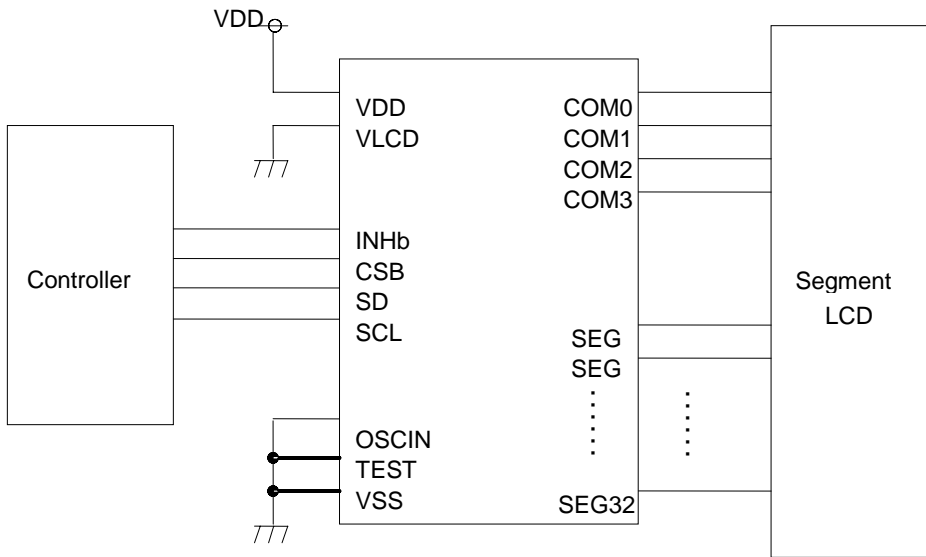 VDD
VDD
VLCD
INHb
CSB
SD
SCL
OSCIN
TEST
VSS
COM0
COM1
COM2
COM3
SEG
SEG
SEG32
Controller
Segment
LCD